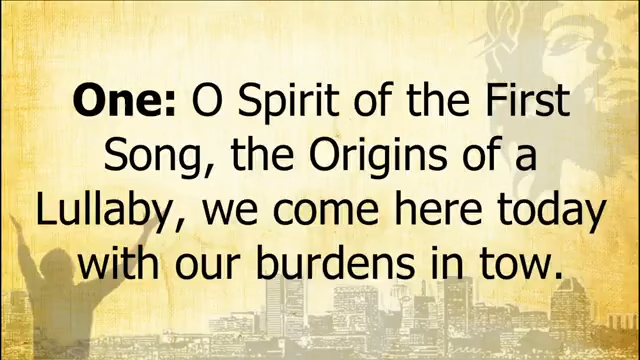 One: O Spirit of the First
Song, the Origins of a
Lullaby, we come here today
with our burdens in tow.